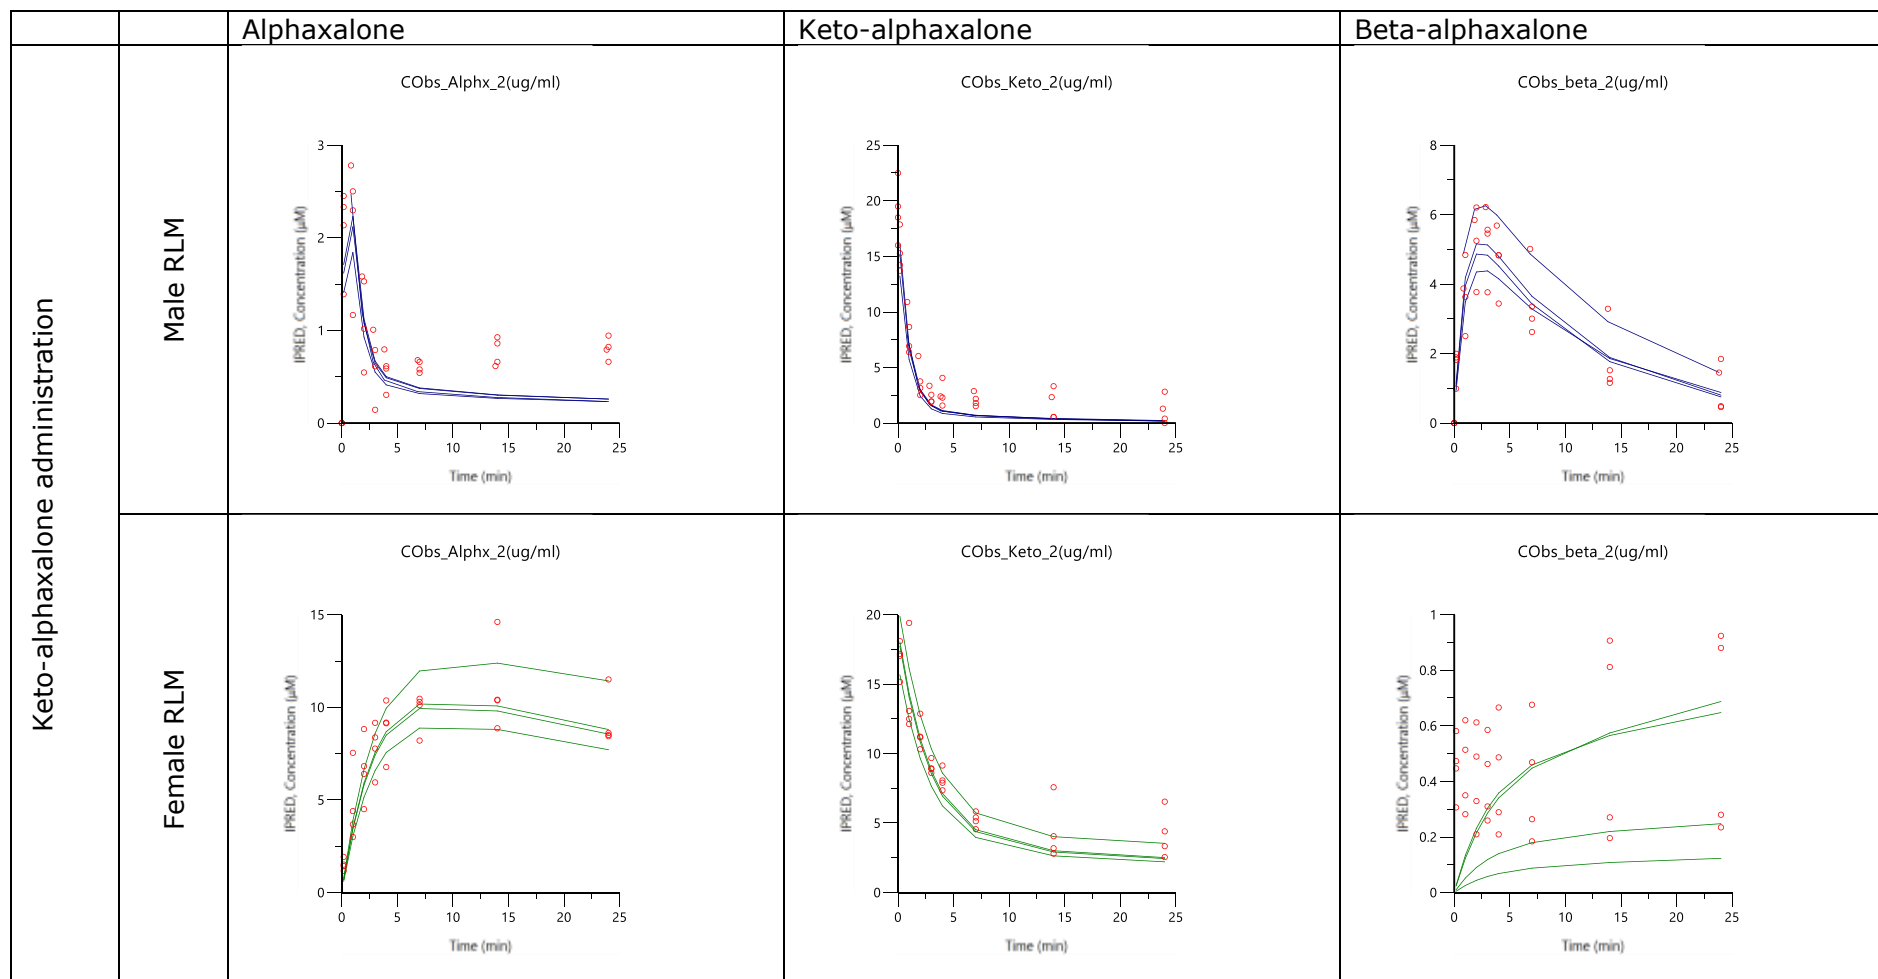 Alphaxalone
Keto-alphaxalone
Beta-alphaxalone
Keto-alphaxalone administration
Male RLM
CObs_Alphx_2(ug/ml)
3
2
1
0
IPRED, Concentration (µM)
0 5 10 15 20 25
Time (min)
CObs_Keto_2(ug/ml)
25
20
15
10
5
0
IPRED, Concentration (µM)
0 5 10 15 20 25
Time (min)
CObs_beta_2(ug/ml)
8
6
4
2
0
IPRED, Concentration (µM)
0 5 10 15 20 25
Time (min)
Female RLM
CObs_Alphx_2(ug/ml)
15
10
5
0
IPRED, Concentration (µM)
0 5 10 15 20 25
Time (min)
CObs_Keto_2(ug/ml)
20
15
10
5
0
IPRED, Concentration (µM)
0 5 10 15 20 25
Time (min)
CObs_beta_2(ug/ml)
1
0.8
0.6
0.4
0.2
0
IPRED, Concentration (µM)
0 5 10 15 20 25
Time (min)